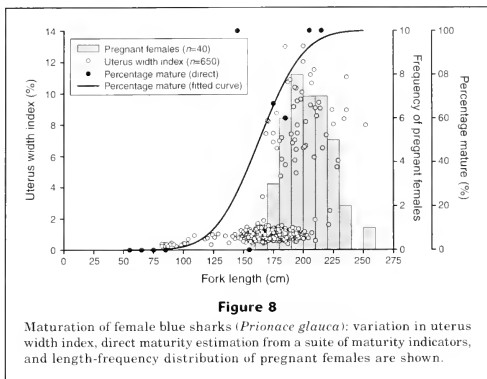 Pregnant females (n=40)
Uterus width index (n=650)
Percentage mature (direct)
Percentage mature (fitted curve)
Uterus width index (%)
14
12
10
8
6
4
2
0
0 25 50 75 100 125 150 175 200 225 250 275
Fork length (cm)
10
8
6
4
2
0
Frequency of pregnant females
100
80
60
40
20
0
Percentage mature (%)
Figure 8
Maturation of female blue sharks (Prionace glauca): variation in uterus
width index, direct maturity estimation from a suite of maturity indicators,
and length-frequency distribution of pregnant females are shown.